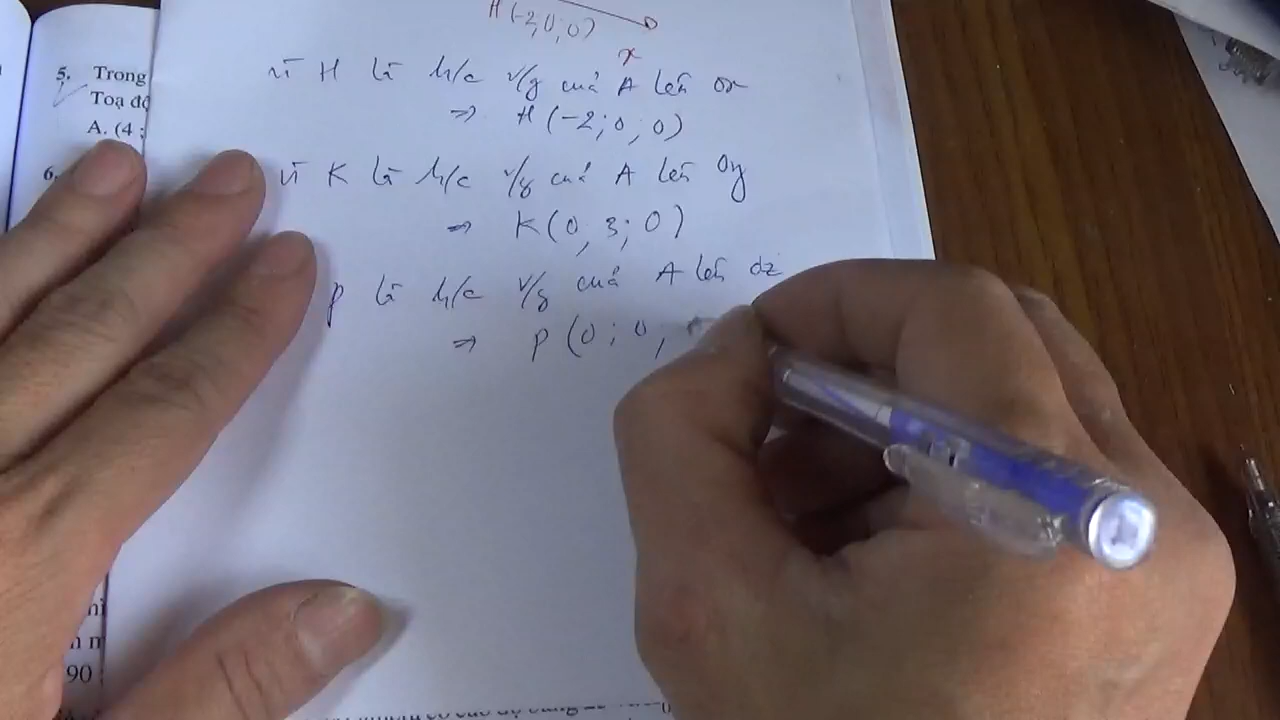 H (-2; 0; 0)
x
vì H là h/c v/g của A lên Ox
=> H (-2; 0; 0)
vì K là h/c v/g của A lên Oy
=> K (0, 3; 0)
P là h/c v/g của A lên Oz
=> P (0; 0;
5. Trong
Toạ độ
A. (4 ;
6.
90